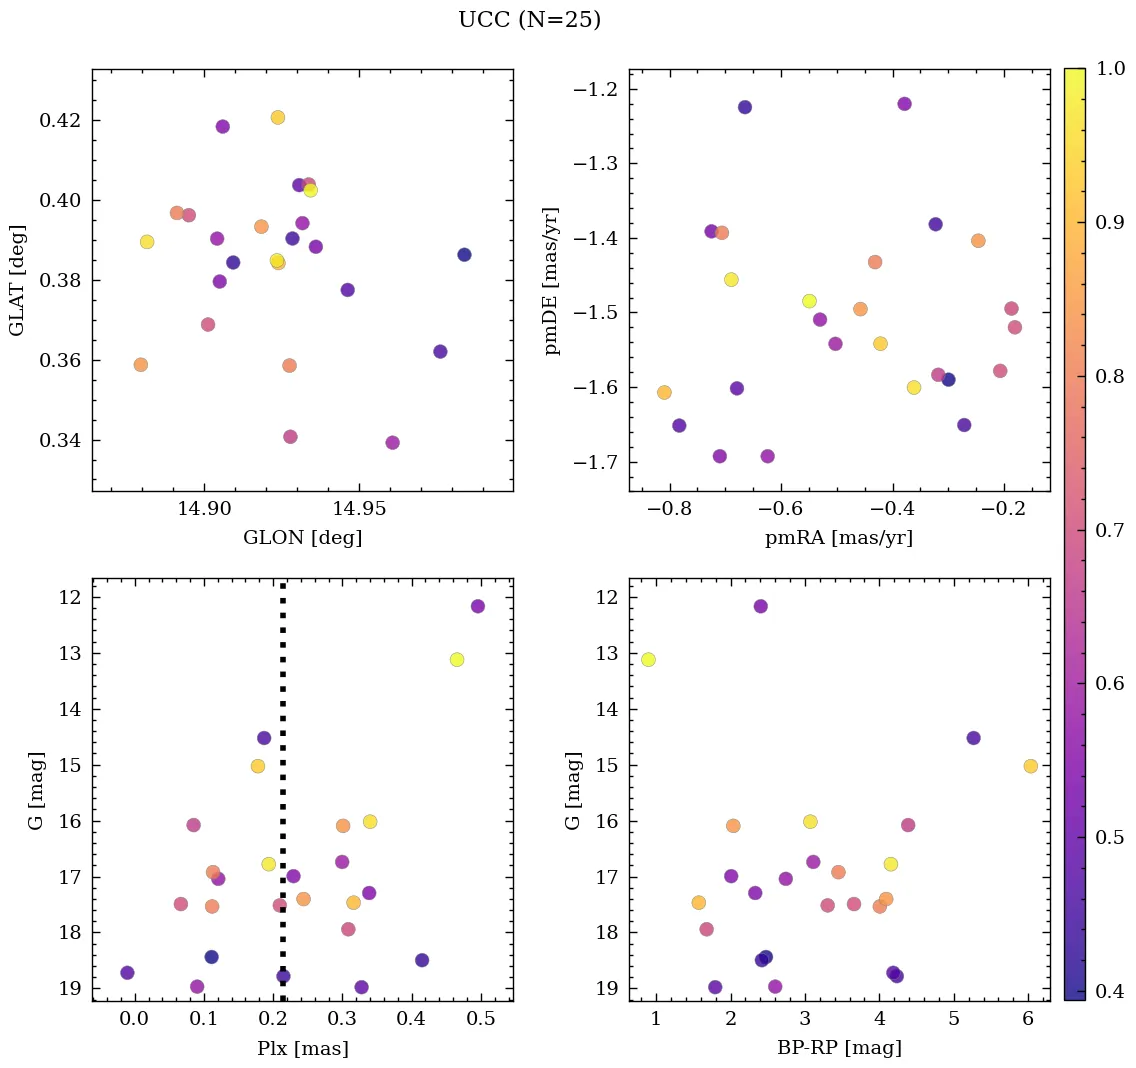 UCC (N=25)
0.42
0.40
0.38
0.36
0.34
14.90 14.95
GLAT [deg]
GLON [deg]
−1.2
−1.3
−1.4
−1.5
−1.6
−1.7
−0.8 −0.6 −0.4 −0.2
pmDE [mas/yr]
pmRA [mas/yr]
1.0
0.9
0.8
0.7
0.6
0.5
0.4
12
13
14
15
16
17
18
19
0.0 0.1 0.2 0.3 0.4 0.5
G [mag]
Plx [mas]
12
13
14
15
16
17
18
19
1 2 3 4 5 6
G [mag]
BP-RP [mag]